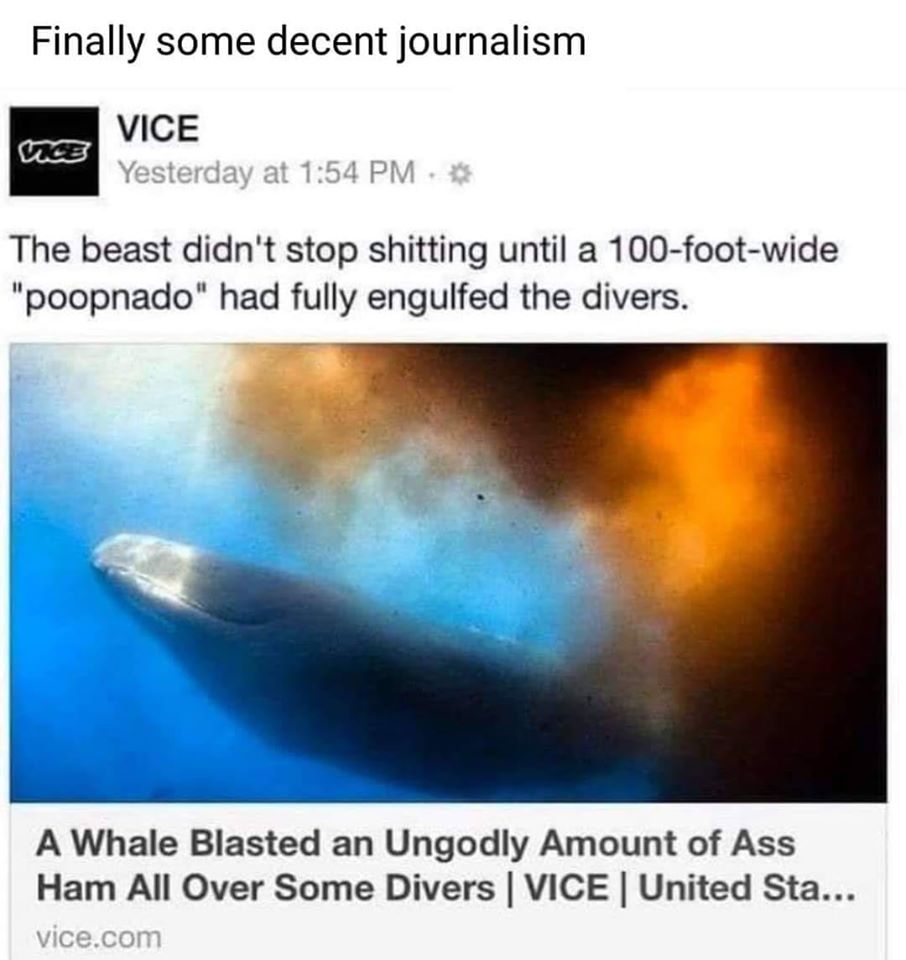 Finally some decent journalism
VICE
VICE
Yesterday at 1:54 PM ·
The beast didn't stop shitting until a 100-foot-wide
"poopnado" had fully engulfed the divers.
A Whale Blasted an Ungodly Amount of Ass
Ham All Over Some Divers | VICE | United Sta...
vice.com